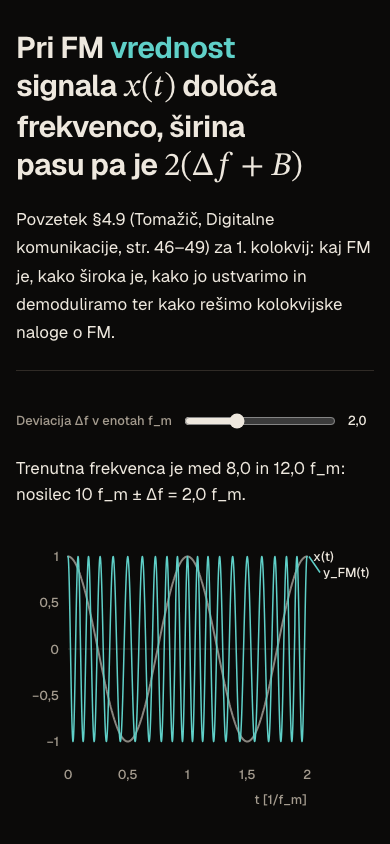 Pri FM vrednost
signala x(t) določa
frekvenco, širina
pasu pa je 2(Δf + B)
Povzetek §4.9 (Tomažič, Digitalne
komunikacije, str. 46–49) za 1. kolokvij: kaj FM
je, kako široka je, kako jo ustvarimo in
demoduliramo ter kako rešimo kolokvijske
naloge o FM.
Deviacija Δf v enotah f_m 2,0
Trenutna frekvenca je med 8,0 in 12,0 f_m:
nosilec 10 f_m ± Δf = 2,0 f_m.
1 x(t)
y_FM(t)
0,5
0
−0,5
−1
0 0,5 1 1,5 2
t [1/f_m]